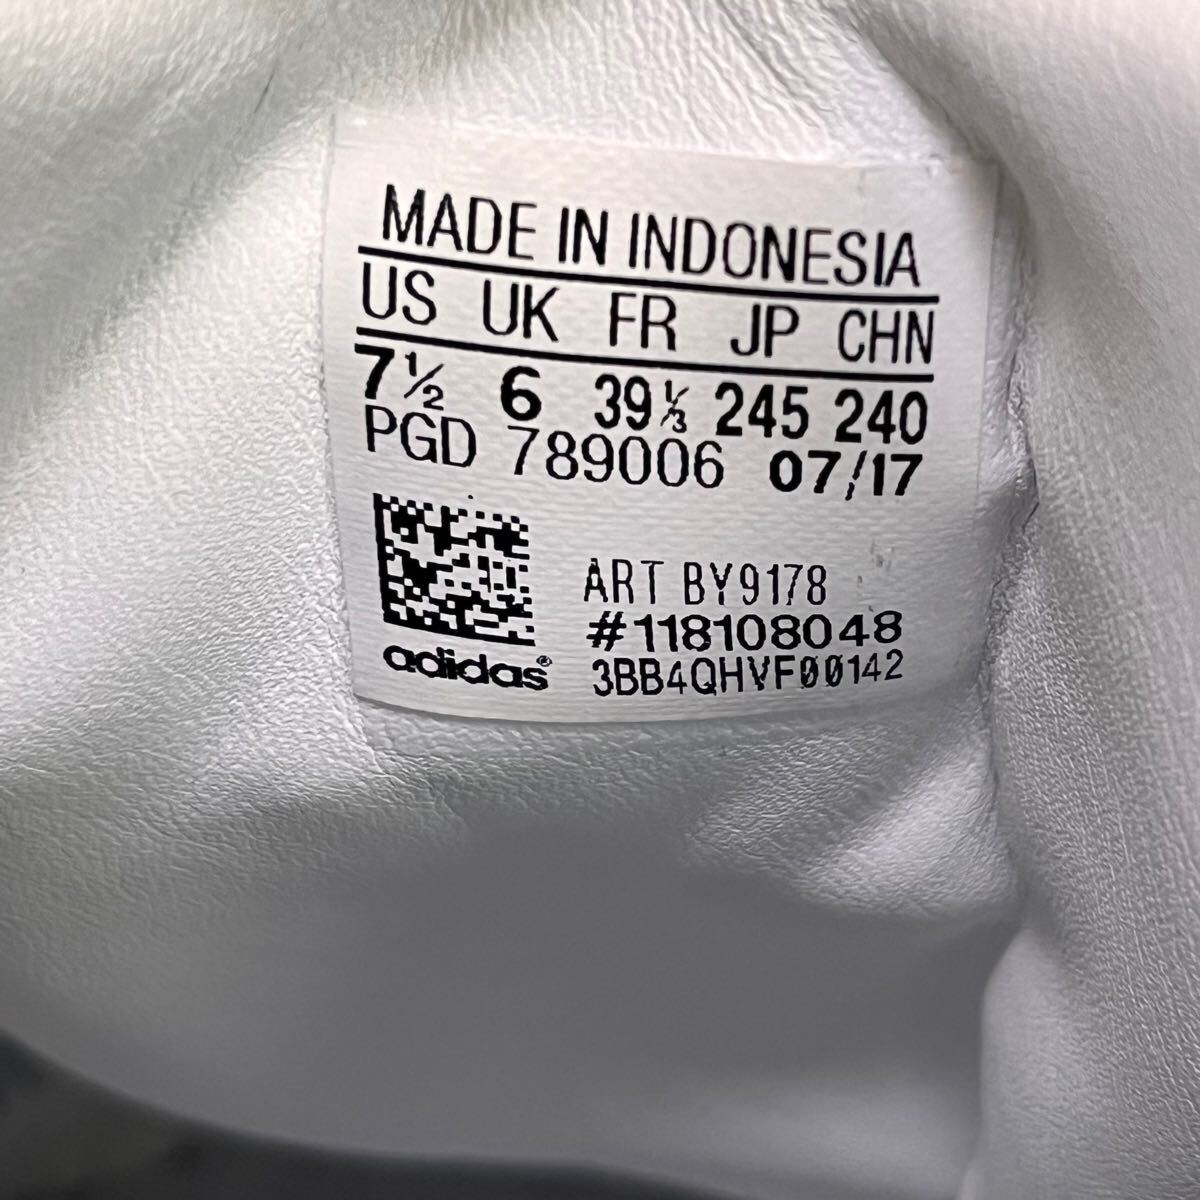 MADE IN INDONESIA
US UK FR JP CHN
7½ 6 39⅓ 245 240
PGD 789006 07/17
ART BY9178
#118108048
adidas® 3BB4QHVF00142